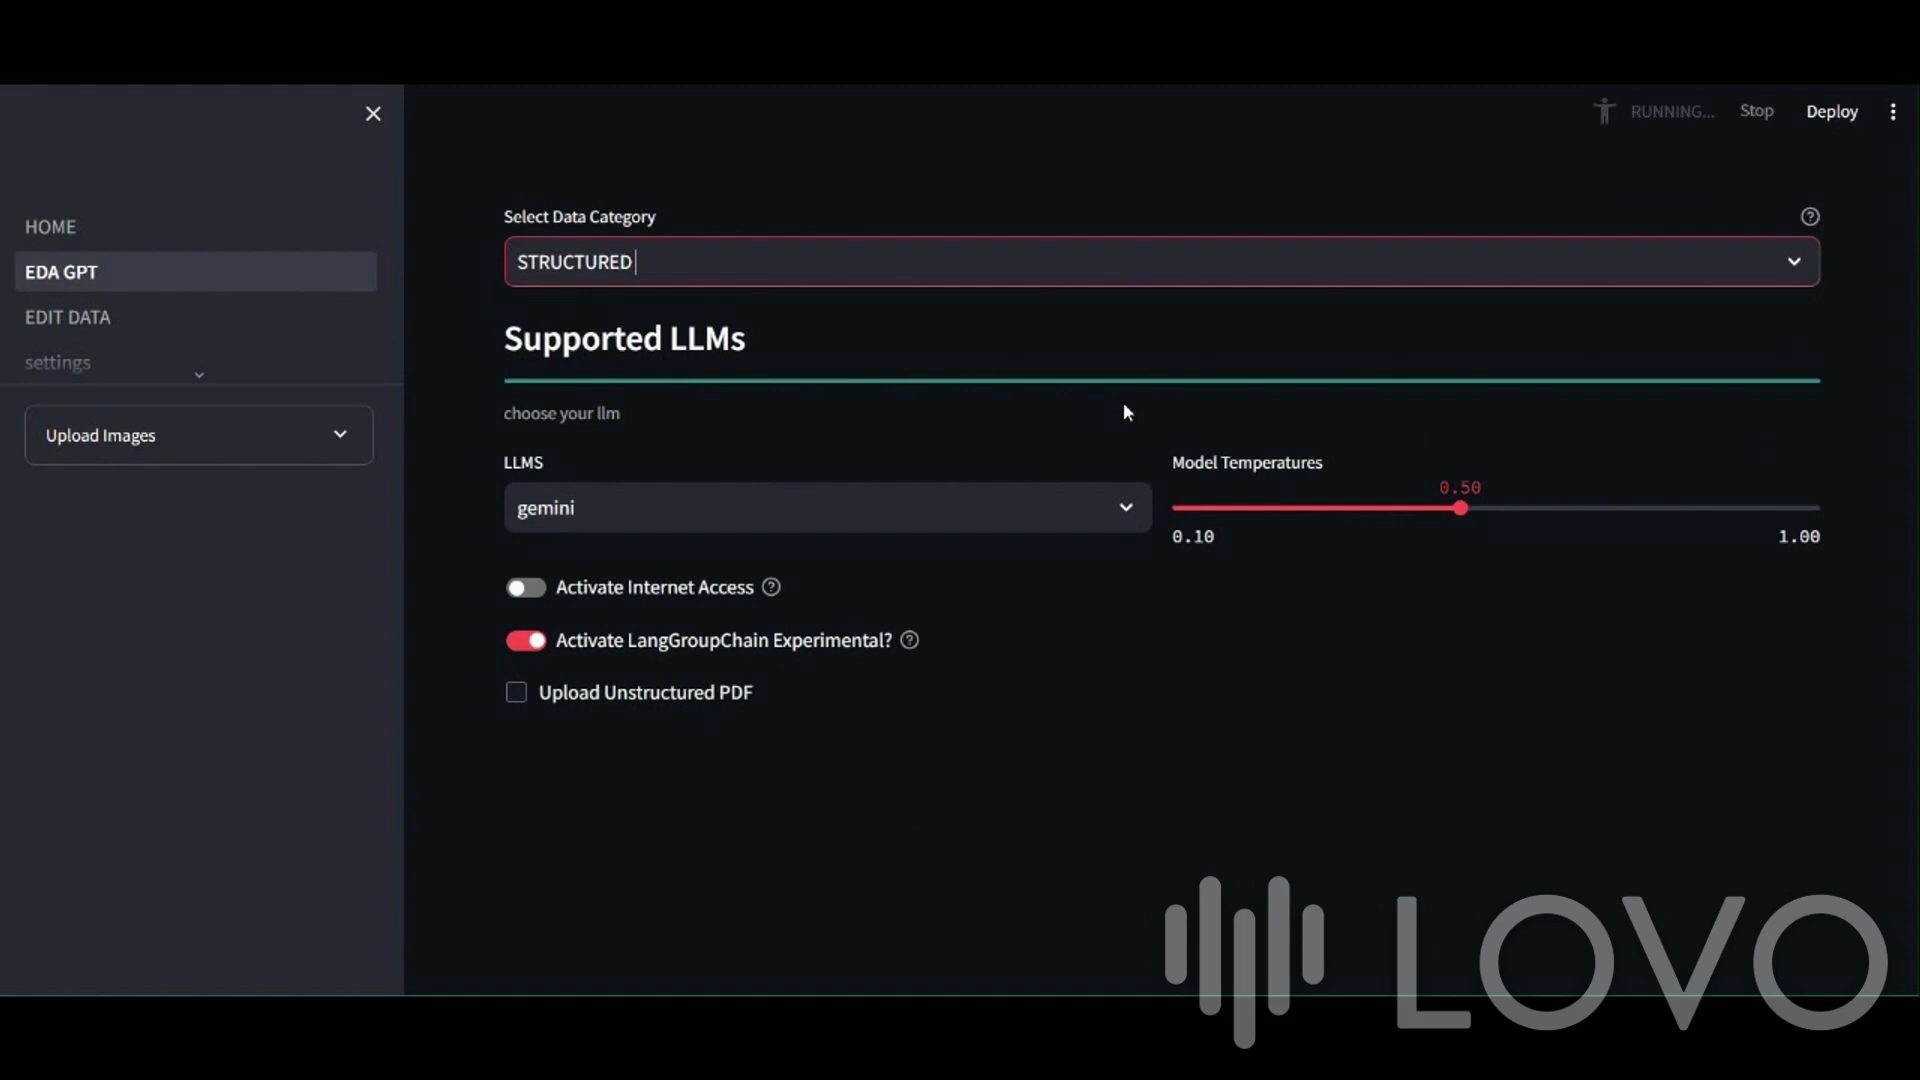 RUNNING...
Stop
Deploy
HOME
EDA GPT
EDIT DATA
settings
Upload Images
Select Data Category
STRUCTURED
Supported LLMs
choose your llm
LLMS
gemini
Model Temperatures
0.50
0.10
1.00
Activate Internet Access
Activate LangGroupChain Experimental?
Upload Unstructured PDF
LOVO